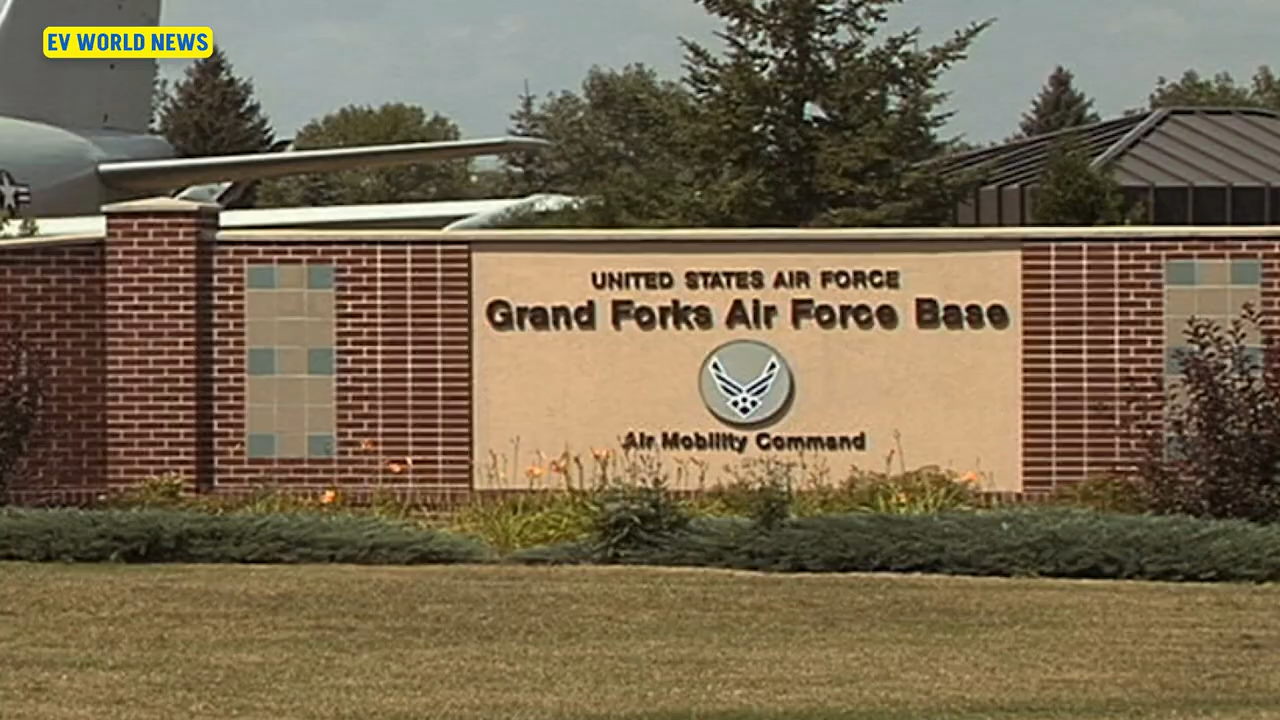 EV WORLD NEWS
UNITED STATES AIR FORCE
Grand Forks Air Force Base
Air Mobility Command